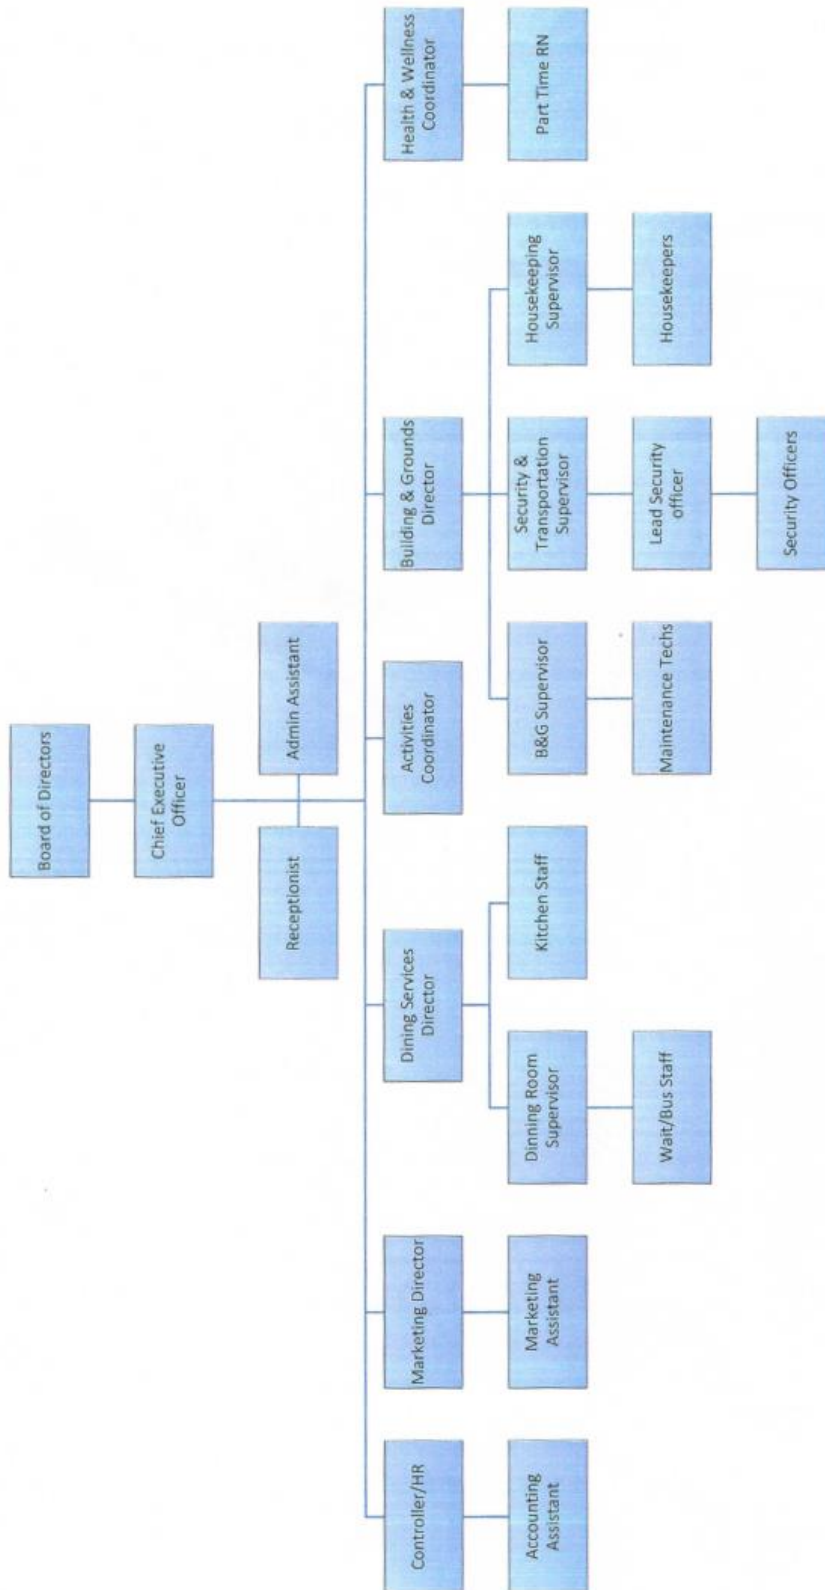 Board of Directors
Chief Executive
Officer
Receptionist
Admin Assistant
Controller/HR
Marketing Director
Dining Services
Director
Activities
Coordinator
Building & Grounds
Director
Health & Wellness
Coordinator
Accounting
Assistant
Marketing
Assistant
Dinning Room
Supervisor
Kitchen Staff
B&G Supervisor
Security &
Transportation
Supervisor
Housekeeping
Supervisor
Part Time RN
Wait/Bus Staff
Maintenance Techs
Lead Security
officer
Housekeepers
Security Officers